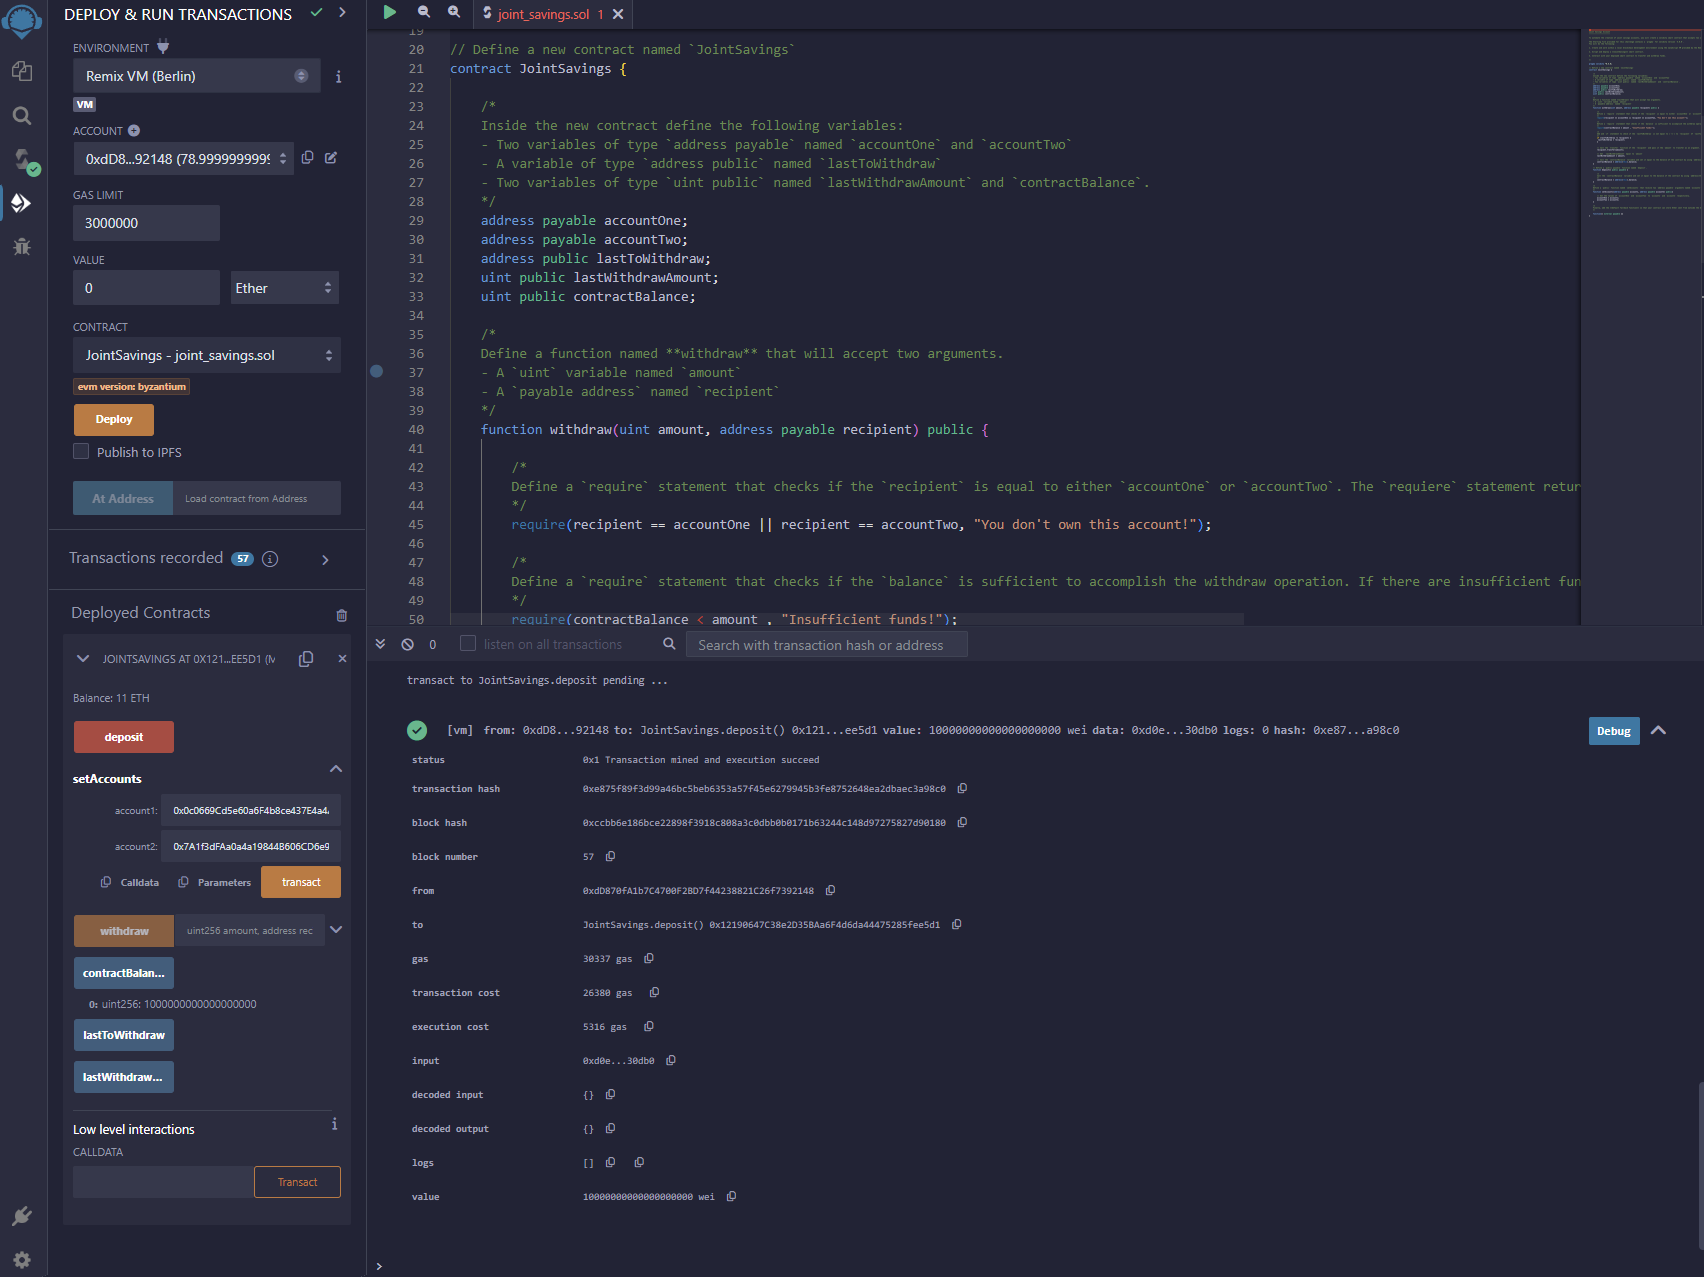 DEPLOY & RUN TRANSACTIONS
ENVIRONMENT
Remix VM (Berlin)
VM
ACCOUNT
0xdD8...92148 (78.9999999999
GAS LIMIT
3000000
VALUE
0
Ether
CONTRACT
JointSavings - joint_savings.sol
evm version: byzantium
Deploy
Publish to IPFS
At Address
Load contract from Address
Transactions recorded 57
Deployed Contracts
JOINTSAVINGS AT 0X121...EE5D1 (M
Balance: 11 ETH
deposit
setAccounts
account1: 0x0c0669Cd5e60a6F4b8ce437E4a4
account2: 0x7A1f3dFAa0a4a19844B606CD6e9
Calldata
Parameters
transact
withdraw
uint256 amount, address rec
contractBalan...
0: uint256: 1000000000000000000
lastToWithdraw
lastWithdraw...
Low level interactions
CALLDATA
Transact
joint_savings.sol 1
19
20 // Define a new contract named `JointSavings`
21 contract JointSavings {
22
23 /*
24 Inside the new contract define the following variables:
25 - Two variables of type `address payable` named `accountOne` and `accountTwo`
26 - A variable of type `address public` named `lastToWithdraw`
27 - Two variables of type `uint public` named `lastWithdrawAmount` and `contractBalance`.
28 */
29 address payable accountOne;
30 address payable accountTwo;
31 address public lastToWithdraw;
32 uint public lastWithdrawAmount;
33 uint public contractBalance;
34
35 /*
36 Define a function named **withdraw** that will accept two arguments.
37 - A `uint` variable named `amount`
38 - A `payable address` named `recipient`
39 */
40 function withdraw(uint amount, address payable recipient) public {
41
42 /*
43 Define a `require` statement that checks if the `recipient` is equal to either `accountOne` or `accountTwo`. The `requiere` statement retur
44 */
45 require(recipient == accountOne || recipient == accountTwo, "You don't own this account!");
46
47 /*
48 Define a `require` statement that checks if the `balance` is sufficient to accomplish the withdraw operation. If there are insufficient fun
49 */
50 require(contractBalance < amount , "Insufficient funds!");
0
listen on all transactions
Search with transaction hash or address
transact to JointSavings.deposit pending ...
[vm] from: 0xdD8...92148 to: JointSavings.deposit() 0x121...ee5d1 value: 10000000000000000000 wei data: 0xd0e...30db0 logs: 0 hash: 0xe87...a98c0
Debug
status 0x1 Transaction mined and execution succeed
transaction hash 0xe875f89f3d99a46bc5beb6353a57f45e6279945b3fe8752648ea2dbaec3a98c0
block hash 0xccbb6e186bce22898f3918c808a3c0dbb0b0171b63244c148d97275827d90180
block number 57
from 0xdD870fA1b7C4700F2BD7f44238821C26f7392148
to JointSavings.deposit() 0x12190647C38e2D35BAa6F4d6da44475285fee5d1
gas 30337 gas
transaction cost 26380 gas
execution cost 5316 gas
input 0xd0e...30db0
decoded input {}
decoded output {}
logs []
value 10000000000000000000 wei
>